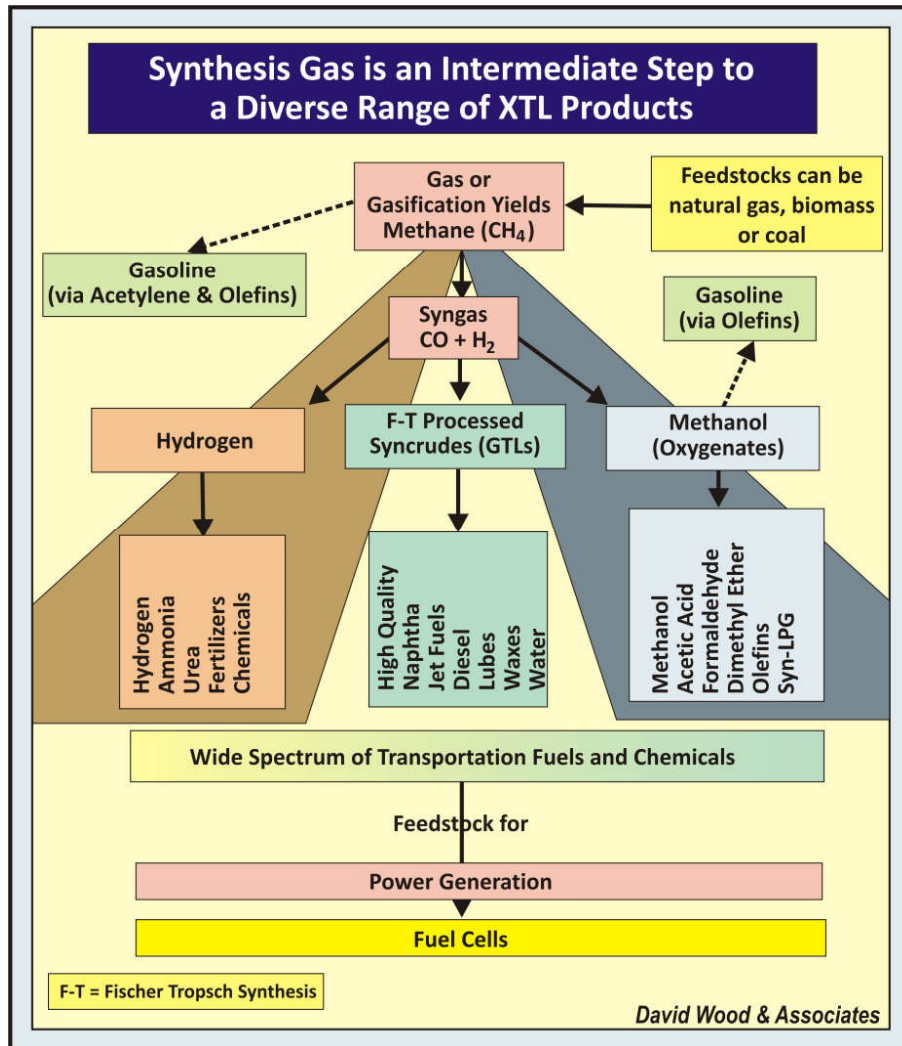 Synthesis Gas is an Intermediate Step to
a Diverse Range of XTL Products
Gas or
Gasification Yields
Methane (CH₄)
Feedstocks can be
natural gas, biomass
or coal
Gasoline
(via Acetylene & Olefins)
Gasoline
(via Olefins)
Syngas
CO + H₂
Hydrogen
F-T Processed
Syncrudes (GTLs)
Methanol
(Oxygenates)
Hydrogen
Ammonia
Urea
Fertilizers
Chemicals
High Quality
Naphtha
Jet Fuels
Diesel
Lubes
Waxes
Water
Methanol
Acetic Acid
Formaldehyde
Dimethyl Ether
Olefins
Syn-LPG
Wide Spectrum of Transportation Fuels and Chemicals
Feedstock for
Power Generation
Fuel Cells
F-T = Fischer Tropsch Synthesis
David Wood & Associates